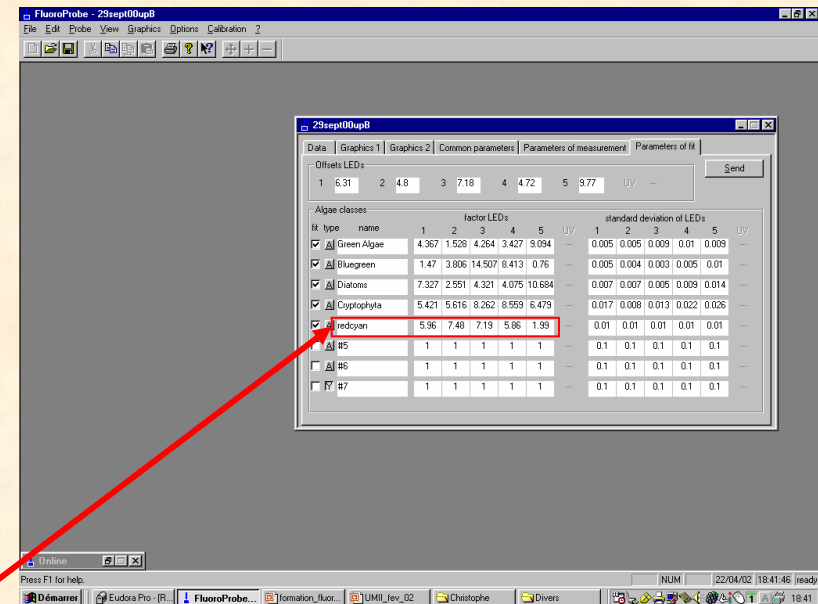 FluoroProbe - 29sept00upB
File Edit Probe View Graphics Options Calibration ?
29sept00upB
Data Graphics 1 Graphics 2 Common parameters Parameters of measurement Parameters of fit
Offsets LEDs
Send
1 6.31 2 4.8 3 7.18 4 4.72 5 9.77 UV ---
Algae classes
factor LEDs standard deviation of LEDs
fit type name 1 2 3 4 5 UV 1 2 3 4 5 UV
A Green Algae 4.367 1.528 4.264 3.427 9.094 --- 0.005 0.005 0.009 0.01 0.009 ---
A Bluegreen 1.47 3.806 14.507 8.413 0.76 --- 0.005 0.004 0.003 0.005 0.01 ---
A Diatoms 7.327 2.551 4.321 4.075 10.684 --- 0.007 0.007 0.005 0.009 0.014 ---
A Cryptophyta 5.421 5.616 8.262 8.559 6.479 --- 0.017 0.008 0.013 0.022 0.026 ---
A redcyan 5.96 7.48 7.19 5.86 1.99 --- 0.01 0.01 0.01 0.01 0.01 ---
A #5 1 1 1 1 1 --- 0.1 0.1 0.1 0.1 0.1 ---
A #6 1 1 1 1 1 --- 0.1 0.1 0.1 0.1 0.1 ---
Y #7 1 1 1 1 1 --- 0.1 0.1 0.1 0.1 0.1 ---
Online
Press F1 for help. NUM 22/04/02 18:41:46 ready
Démarrer Eudora Pro - [R... FluoroProbe... formation_fluor... UMII_fev_02 Christophe Divers 18:41